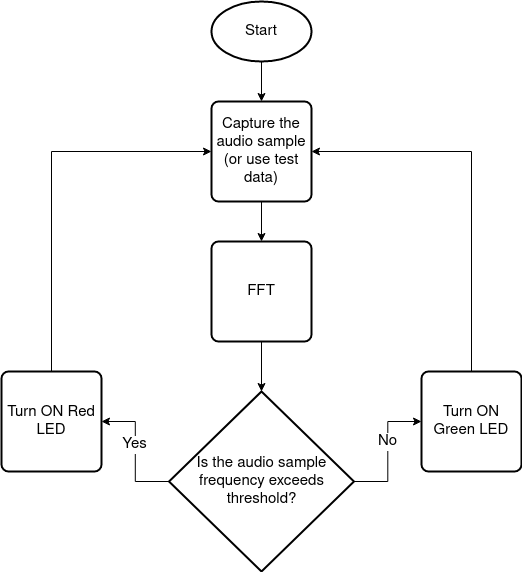 Start
Capture the
audio sample
(or use test
data)
FFT
Turn ON Red
LED
Yes
Is the audio sample
frequency exceeds
threshold?
No
Turn ON
Green LED